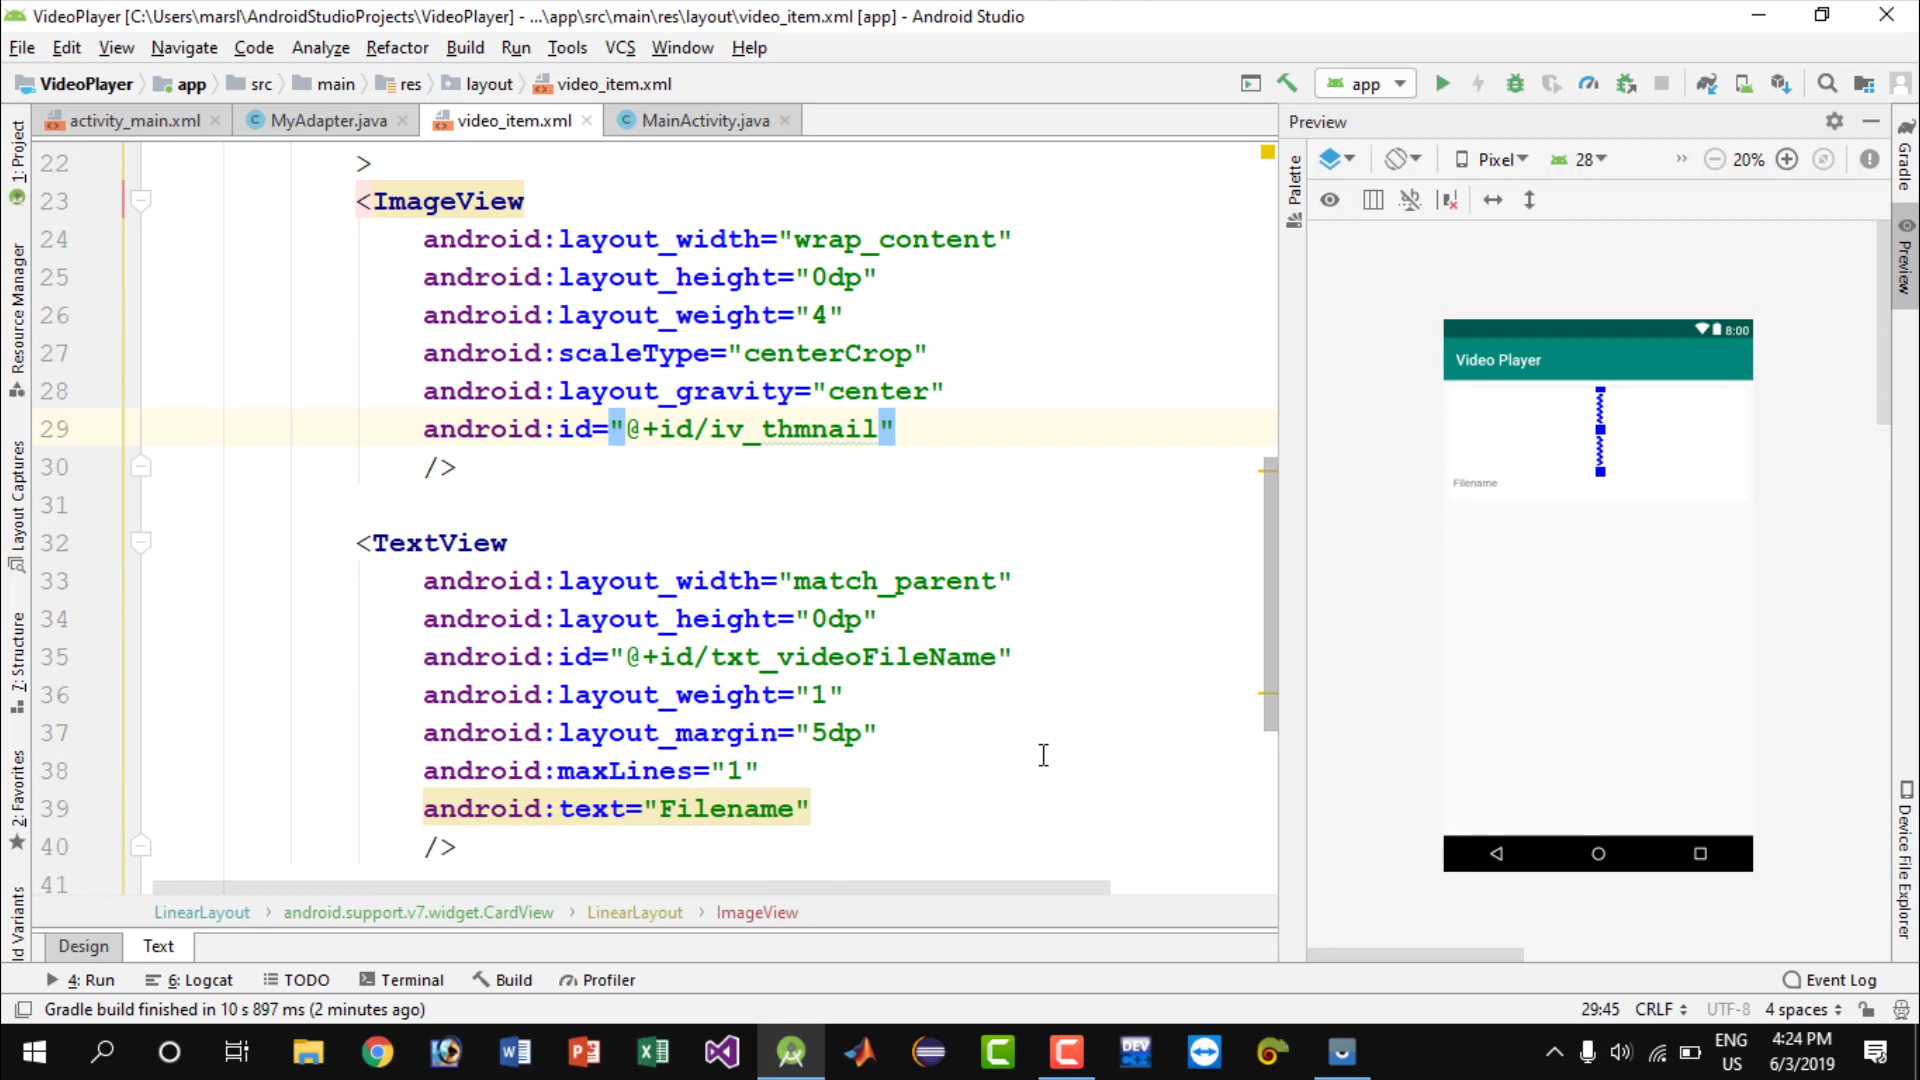 VideoPlayer [C:\Users\marsl\AndroidStudioProjects\VideoPlayer] - ...\app\src\main\res\layout\video_item.xml [app] - Android Studio
File Edit View Navigate Code Analyze Refactor Build Run Tools VCS Window Help
VideoPlayer app src main res layout video_item.xml app
activity_main.xml MyAdapter.java video_item.xml MainActivity.java
Preview
Palette
Pixel 28 20%
22 >
23 <ImageView
24 android:layout_width="wrap_content"
25 android:layout_height="0dp"
26 android:layout_weight="4"
27 android:scaleType="centerCrop"
28 android:layout_gravity="center"
29 android:id="@+id/iv_thmnail"
30 />
31
32 <TextView
33 android:layout_width="match_parent"
34 android:layout_height="0dp"
35 android:id="@+id/txt_videoFileName"
36 android:layout_weight="1"
37 android:layout_margin="5dp"
38 android:maxLines="1"
39 android:text="Filename"
40 />
41
8:00
Video Player
Filename
1: Project
Resource Manager
Layout Captures
7: Structure
2: Favorites
ld Variants
Gradle
Preview
Device File Explorer
LinearLayout > android.support.v7.widget.CardView > LinearLayout > ImageView
Design Text
4: Run 6: Logcat TODO Terminal Build Profiler Event Log
Gradle build finished in 10 s 897 ms (2 minutes ago) 29:45 CRLF UTF-8 4 spaces
DEV
ENG
US
4:24 PM
6/3/2019